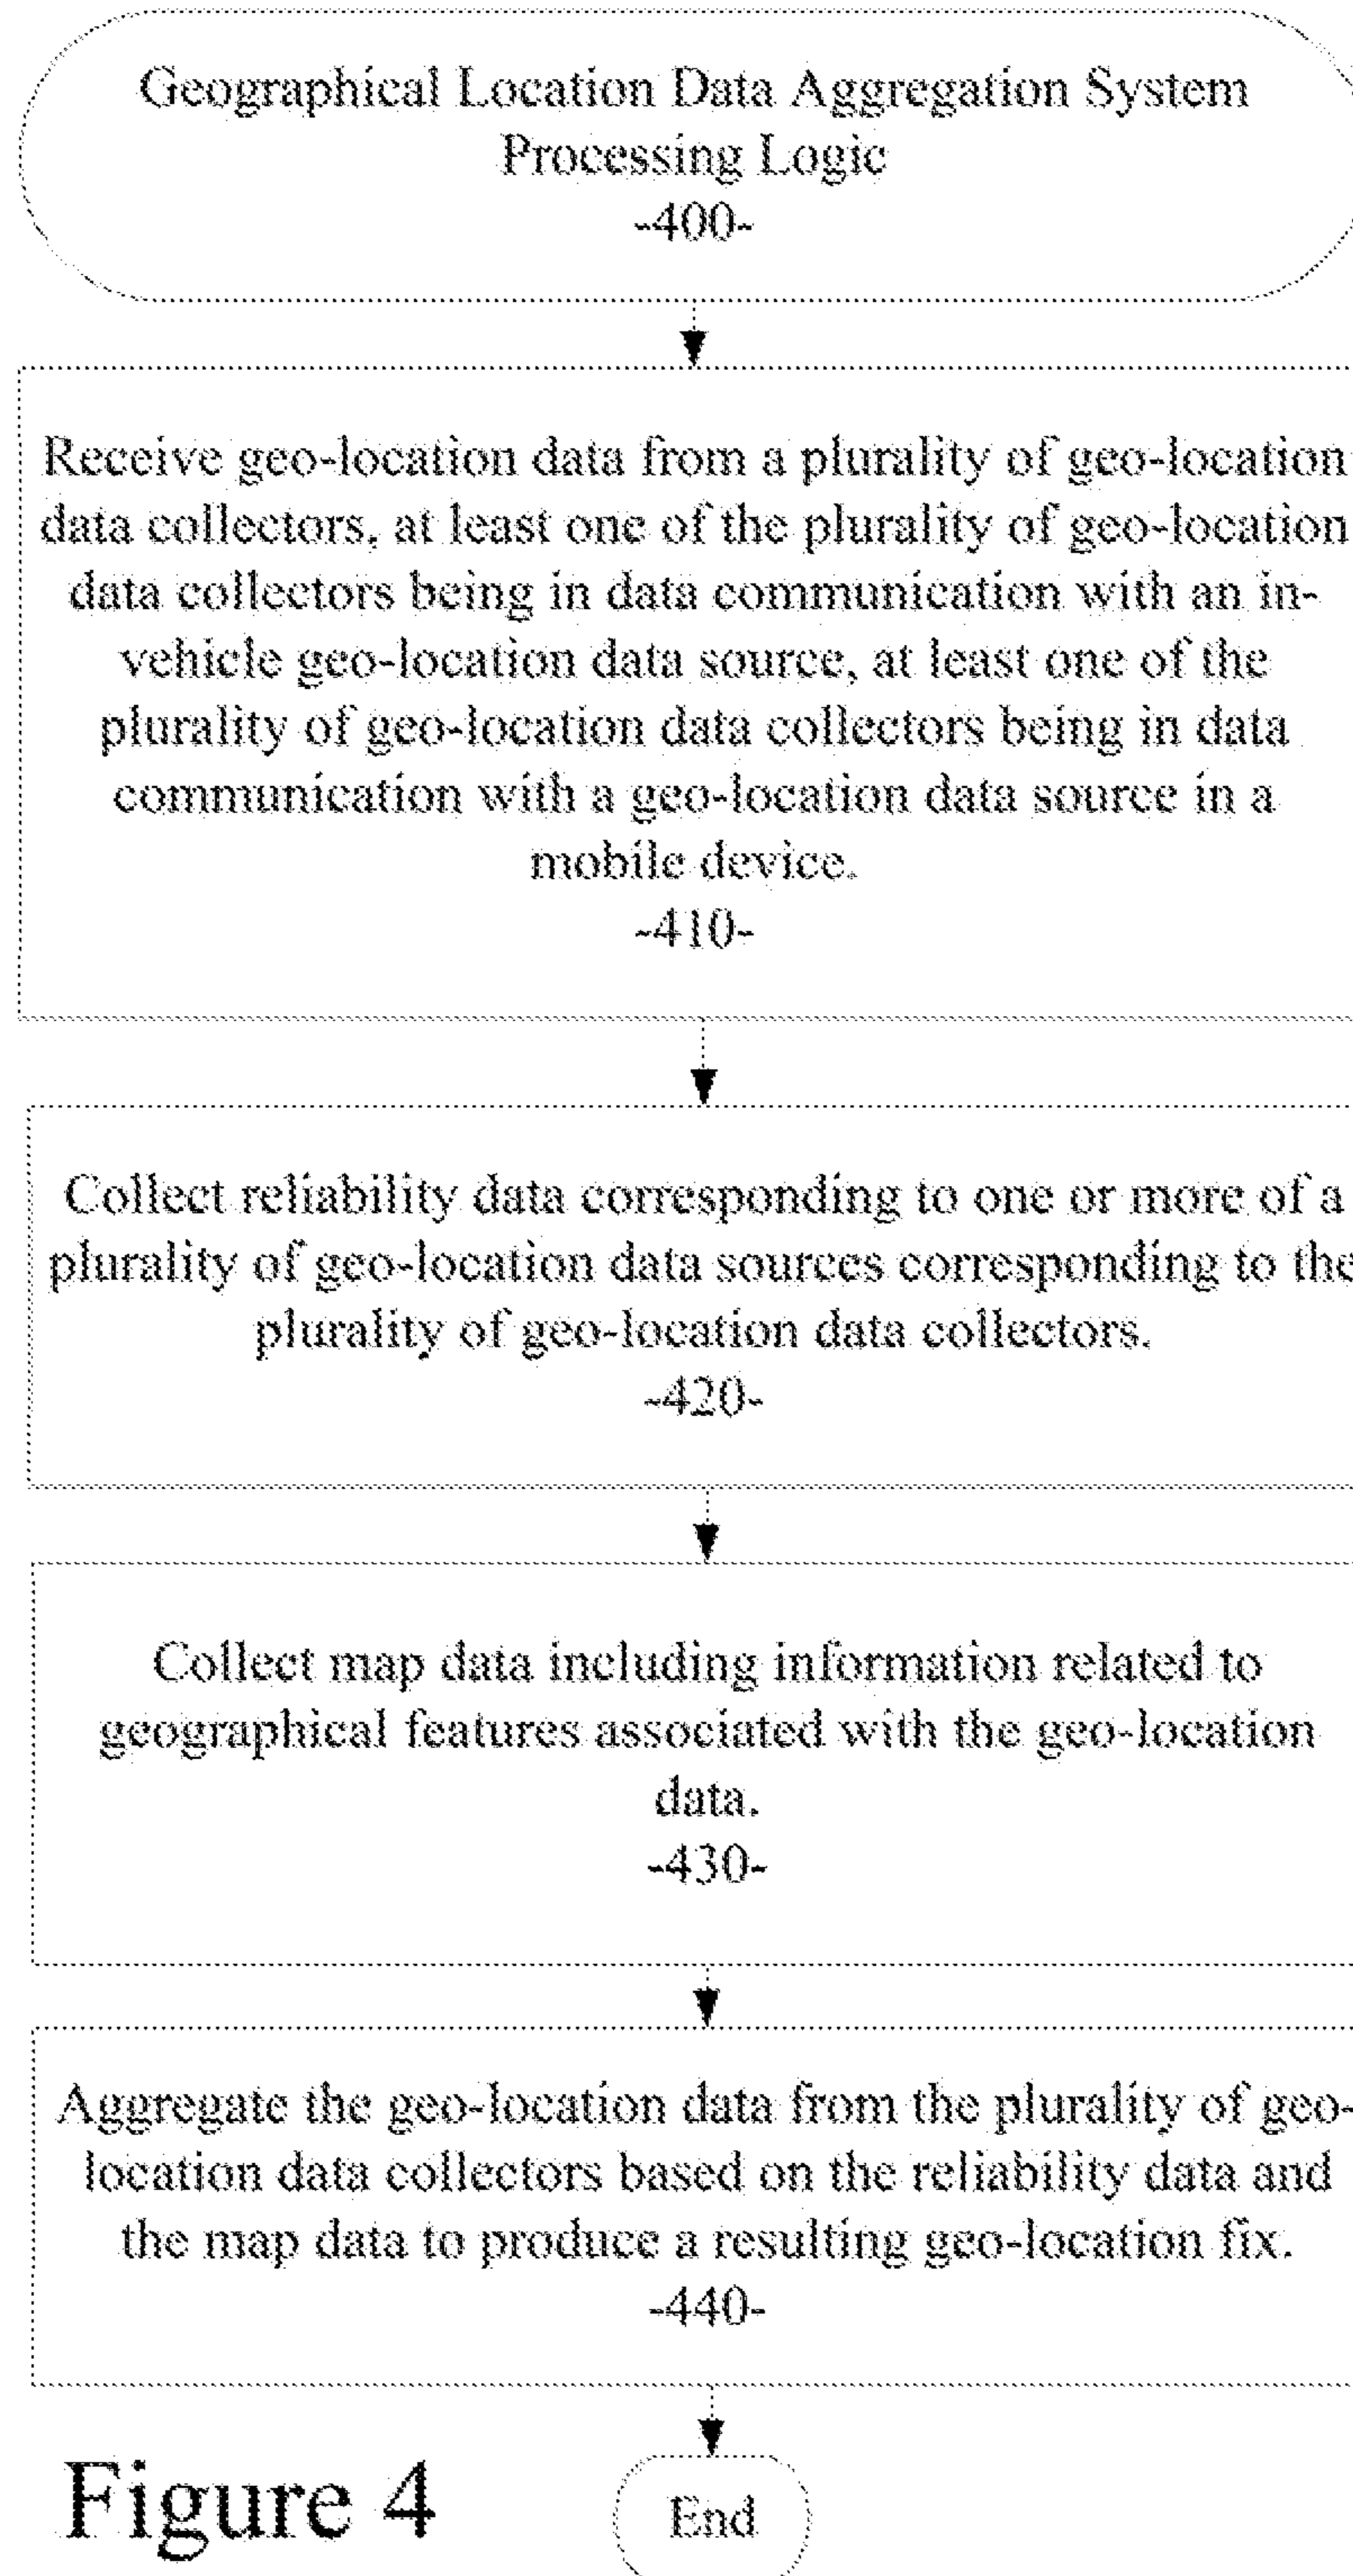 Geographical Location Data Aggregation System
Processing Logic
-400-
Receive geo-location data from a plurality of geo-location
data collectors, at least one of the plurality of geo-location
data collectors being in data communication with an in-
vehicle geo-location data source, at least one of the
plurality of geo-location data collectors being in data
communication with a geo-location data source in a
mobile device.
-410-
Collect reliability data corresponding to one or more of a
plurality of geo-location data sources corresponding to the
plurality of geo-location data collectors.
-420-
Collect map data including information related to
geographical features associated with the geo-location
data.
-430-
Aggregate the geo-location data from the plurality of geo-
location data collectors based on the reliability data and
the map data to produce a resulting geo-location fix.
-440-
End
Figure 4